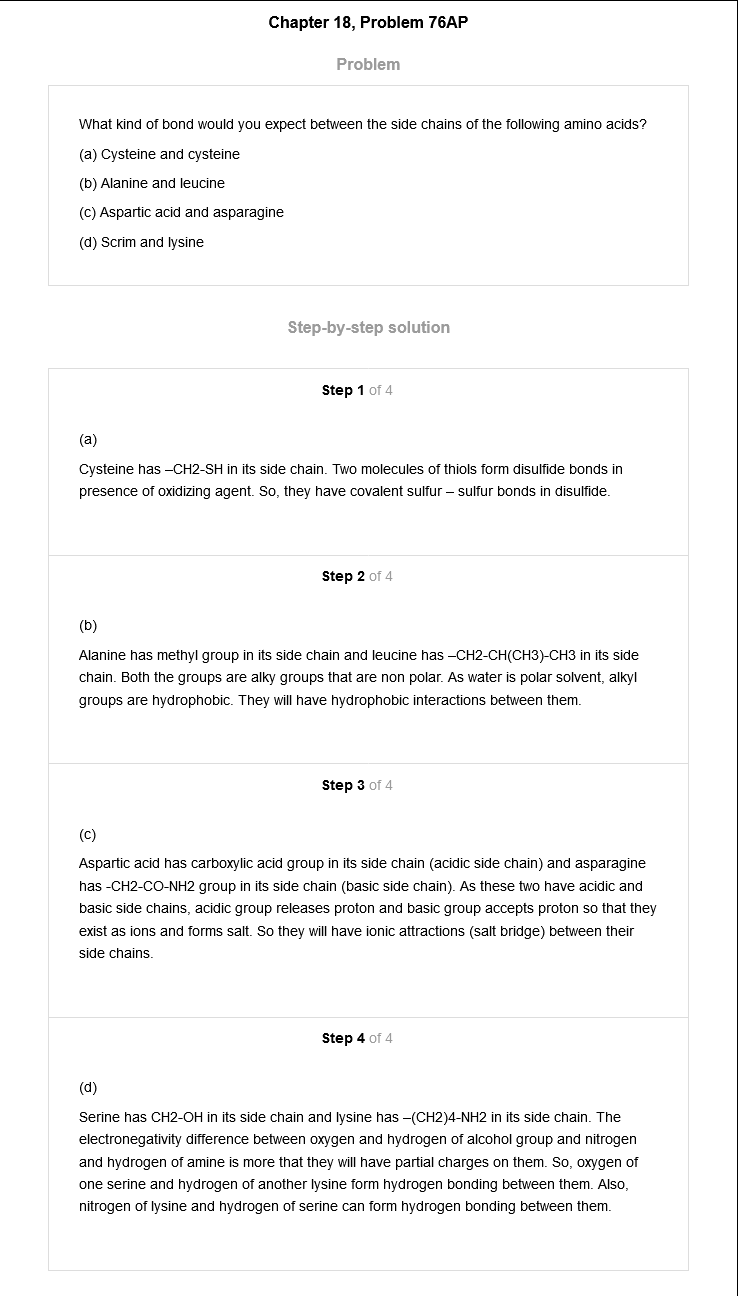 Chapter 18, Problem 76AP
Problem
What kind of bond would you expect between the side chains of the following amino acids?
(a) Cysteine and cysteine
(b) Alanine and leucine
(c) Aspartic acid and asparagine
(d) Scrim and lysine
Step-by-step solution
Step 1 of 4
(a)
Cysteine has –CH2-SH in its side chain. Two molecules of thiols form disulfide bonds in
presence of oxidizing agent. So, they have covalent sulfur – sulfur bonds in disulfide.
Step 2 of 4
(b)
Alanine has methyl group in its side chain and leucine has –CH2-CH(CH3)-CH3 in its side
chain. Both the groups are alky groups that are non polar. As water is polar solvent, alkyl
groups are hydrophobic. They will have hydrophobic interactions between them.
Step 3 of 4
(c)
Aspartic acid has carboxylic acid group in its side chain (acidic side chain) and asparagine
has -CH2-CO-NH2 group in its side chain (basic side chain). As these two have acidic and
basic side chains, acidic group releases proton and basic group accepts proton so that they
exist as ions and forms salt. So they will have ionic attractions (salt bridge) between their
side chains.
Step 4 of 4
(d)
Serine has CH2-OH in its side chain and lysine has –(CH2)4-NH2 in its side chain. The
electronegativity difference between oxygen and hydrogen of alcohol group and nitrogen
and hydrogen of amine is more that they will have partial charges on them. So, oxygen of
one serine and hydrogen of another lysine form hydrogen bonding between them. Also,
nitrogen of lysine and hydrogen of serine can form hydrogen bonding between them.